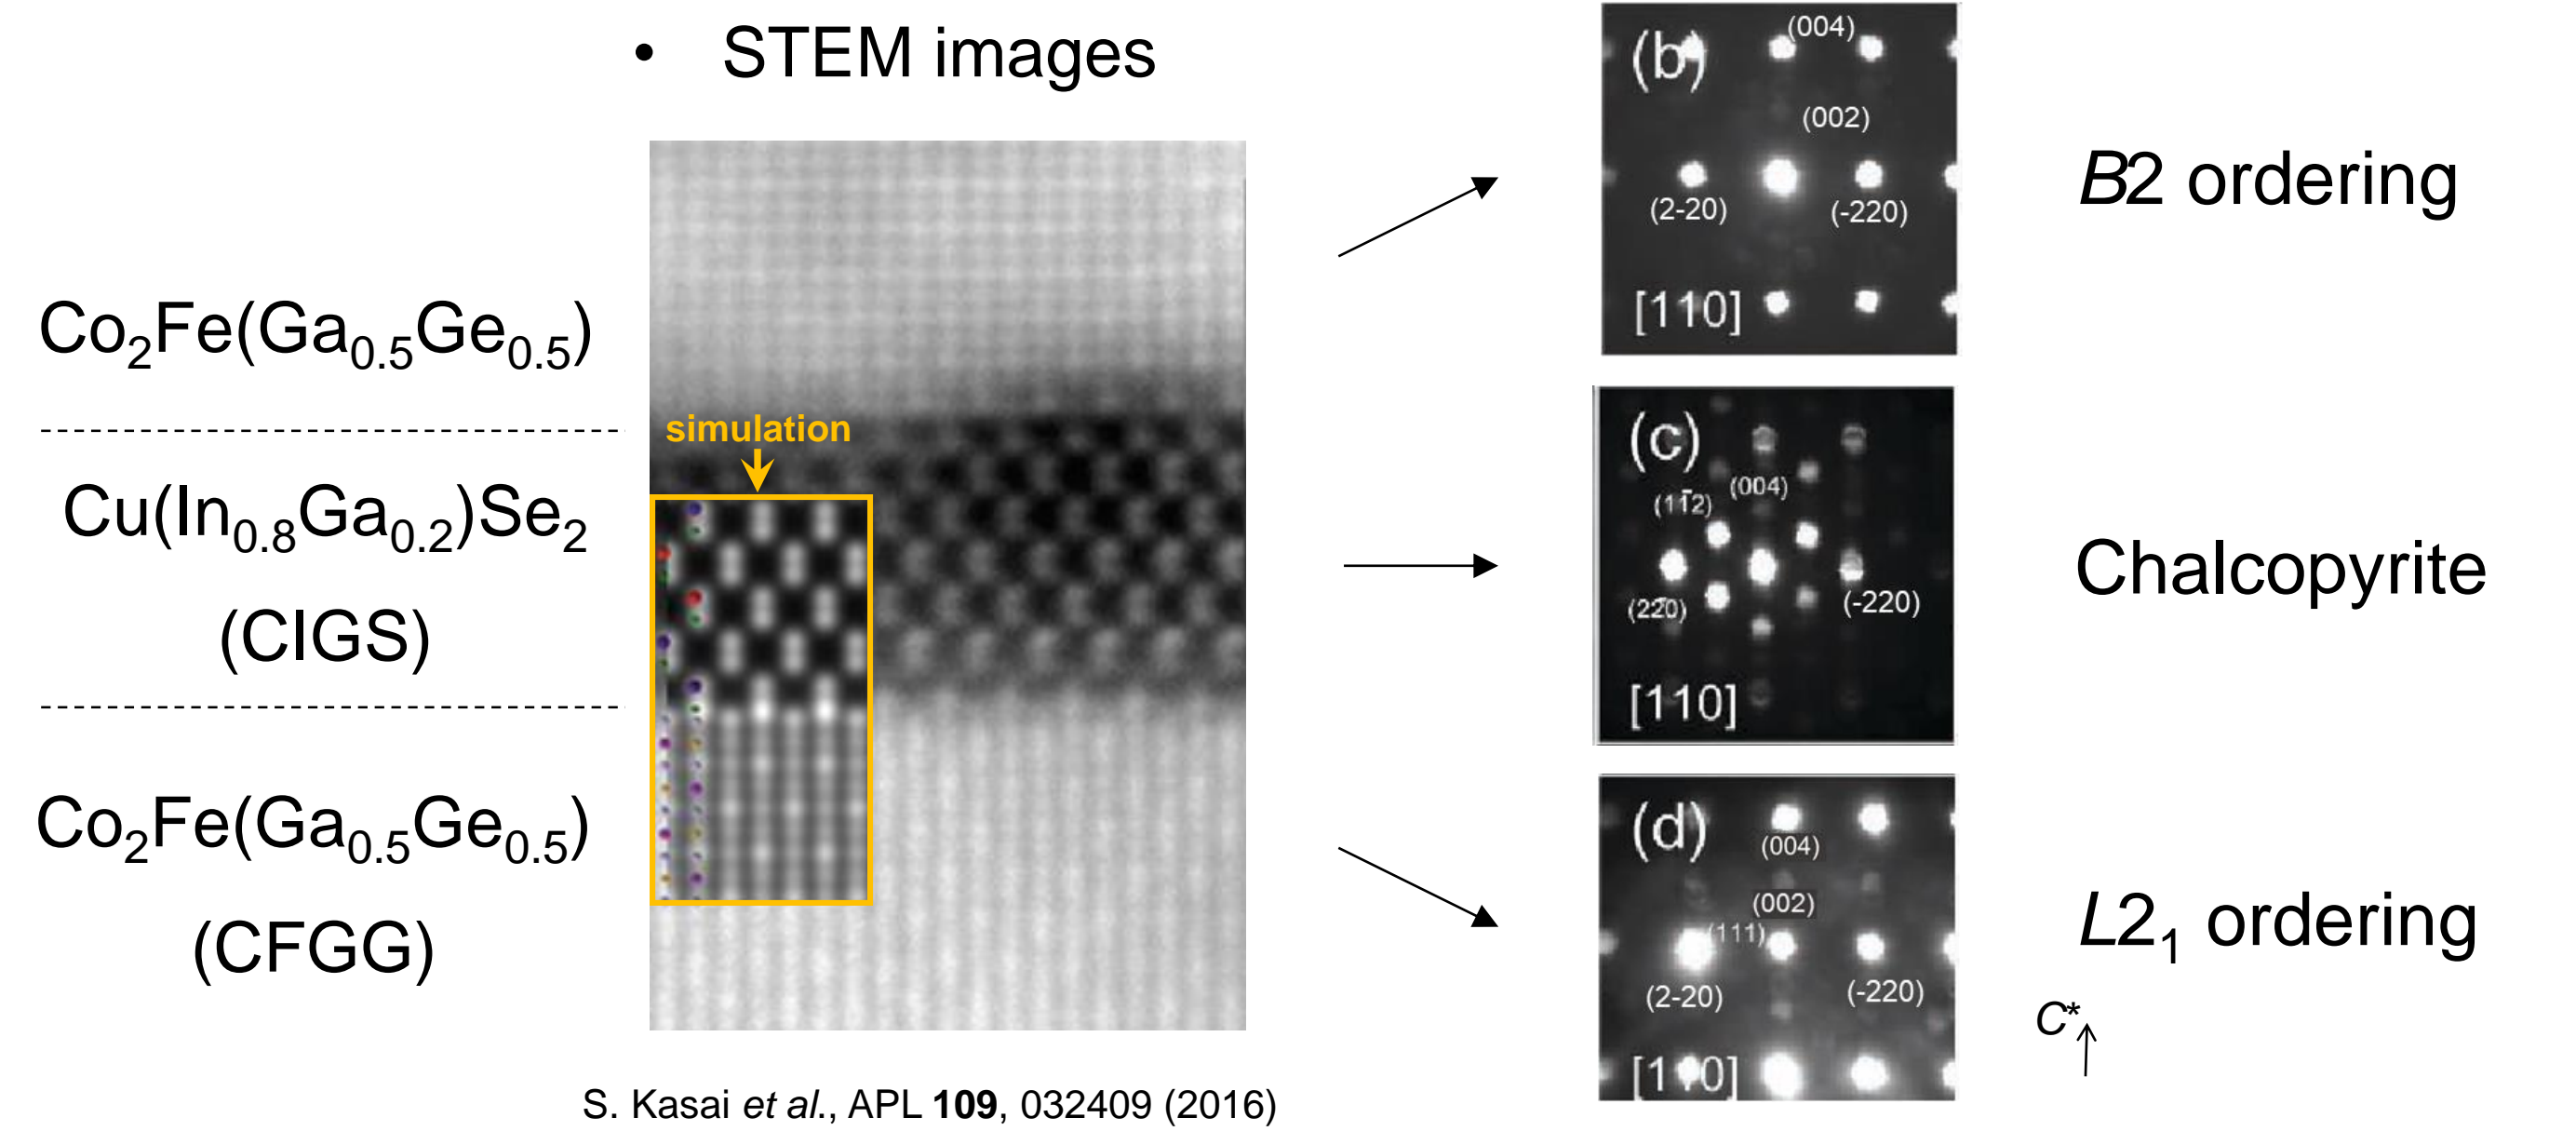 • STEM images
Co₂Fe(Ga₀.₅Ge₀.₅)
Cu(In₀.₈Ga₀.₂)Se₂
(CIGS)
Co₂Fe(Ga₀.₅Ge₀.₅)
(CFGG)
simulation
S. Kasai et al., APL 109, 032409 (2016)
(b)
(004)
(002)
(2-20)
(-220)
[110]
B2 ordering
(c)
(11̄2)
(004)
(22̄0)
(-220)
[110]
Chalcopyrite
(d)
(004)
(002)
(111)
(2-20)
(-220)
[110]
L2₁ ordering
C*